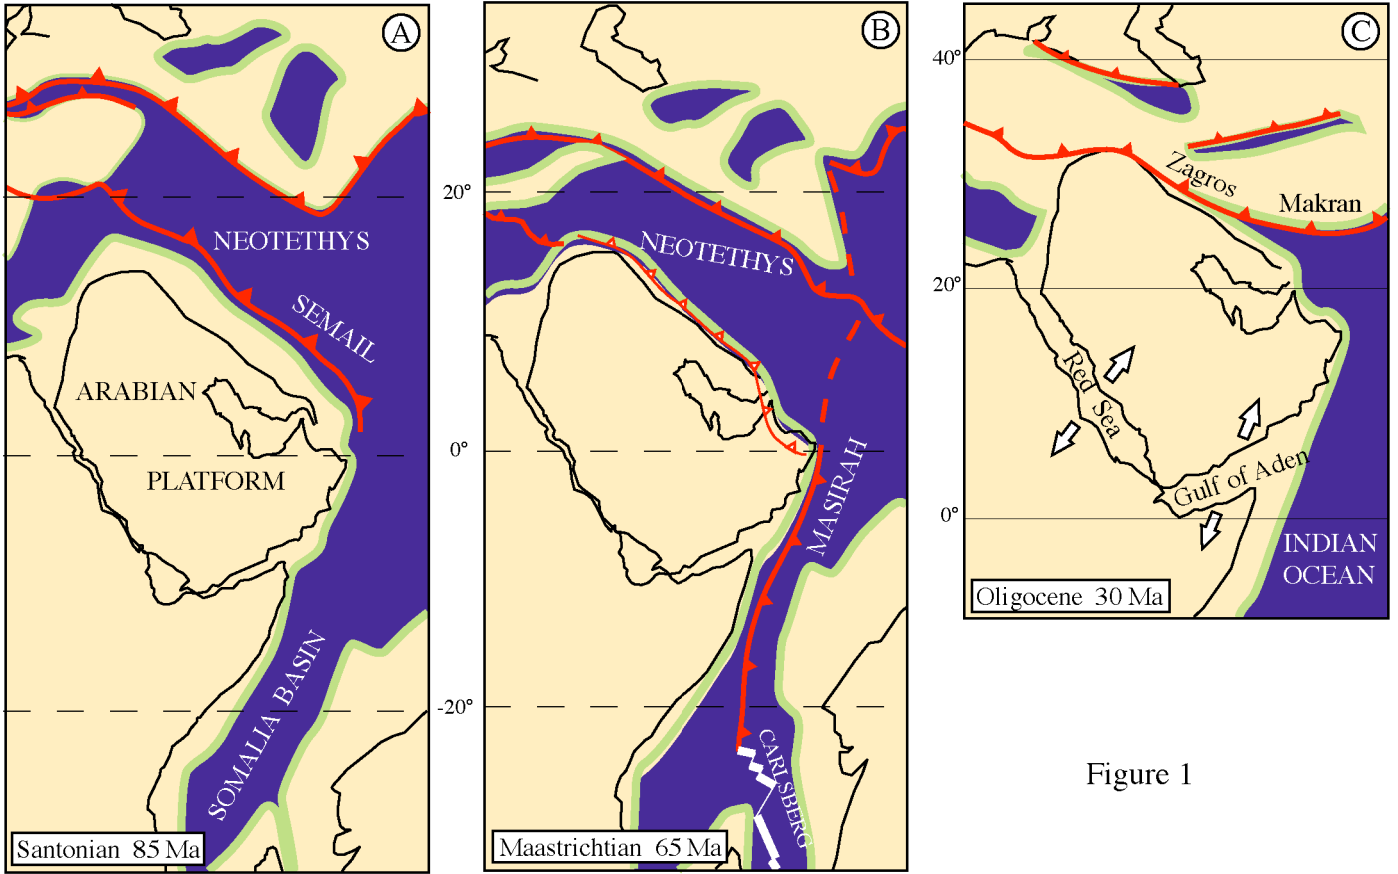 A
NEOTETHYS
SEMAIL
ARABIAN
PLATFORM
SOMALIA BASIN
Santonian 85 Ma
B
20°
NEOTETHYS
0°
MASIRAH
-20°
CARLSBERG
Maastrichtian 65 Ma
C
40°
Zagros
Makran
20°
Red Sea
Gulf of Aden
0°
INDIAN
OCEAN
Oligocene 30 Ma
Figure 1